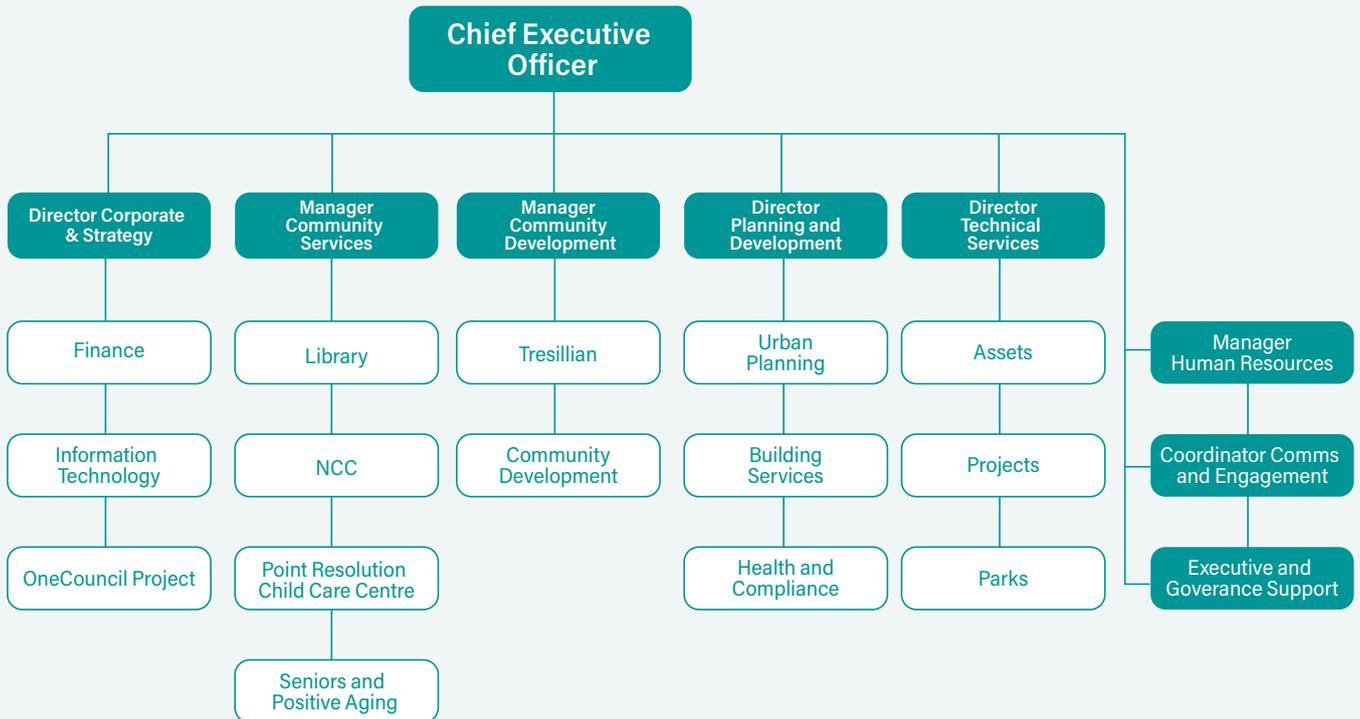 Chief Executive
Officer
Director Corporate
& Strategy
Manager
Community
Services
Manager
Community
Development
Director
Planning and
Development
Director
Technical
Services
Finance
Library
Tresillian
Urban
Planning
Assets
Manager
Human Resources
Information
Technology
NCC
Community
Development
Building
Services
Projects
Coordinator Comms
and Engagement
OneCouncil Project
Point Resolution
Child Care Centre
Health and
Compliance
Parks
Executive and
Goverance Support
Seniors and
Positive Aging